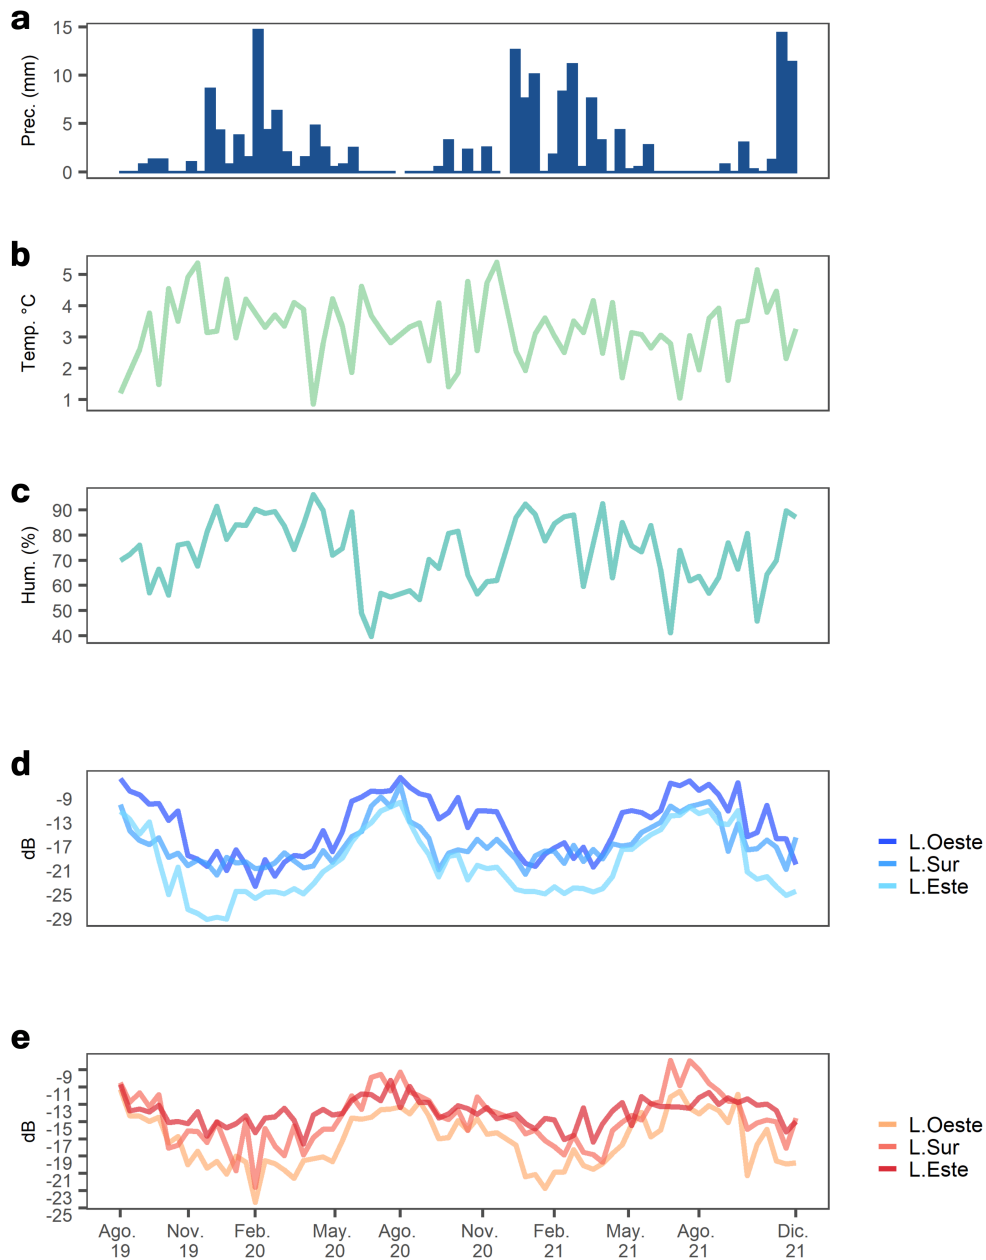 a
15
10
5
0
Prec. (mm)
b
5
4
3
2
1
Temp. °C
c
90
80
70
60
50
40
Hum. (%)
d
-9
-13
-17
-21
-25
-29
dB
L.Oeste
L.Sur
L.Este
e
-9
-11
-13
-15
-17
-19
-21
-23
-25
dB
L.Oeste
L.Sur
L.Este
Ago. Nov. Feb. May. Ago. Nov. Feb. May. Ago. Dic.
19 19 20 20 20 20 21 21 21 21